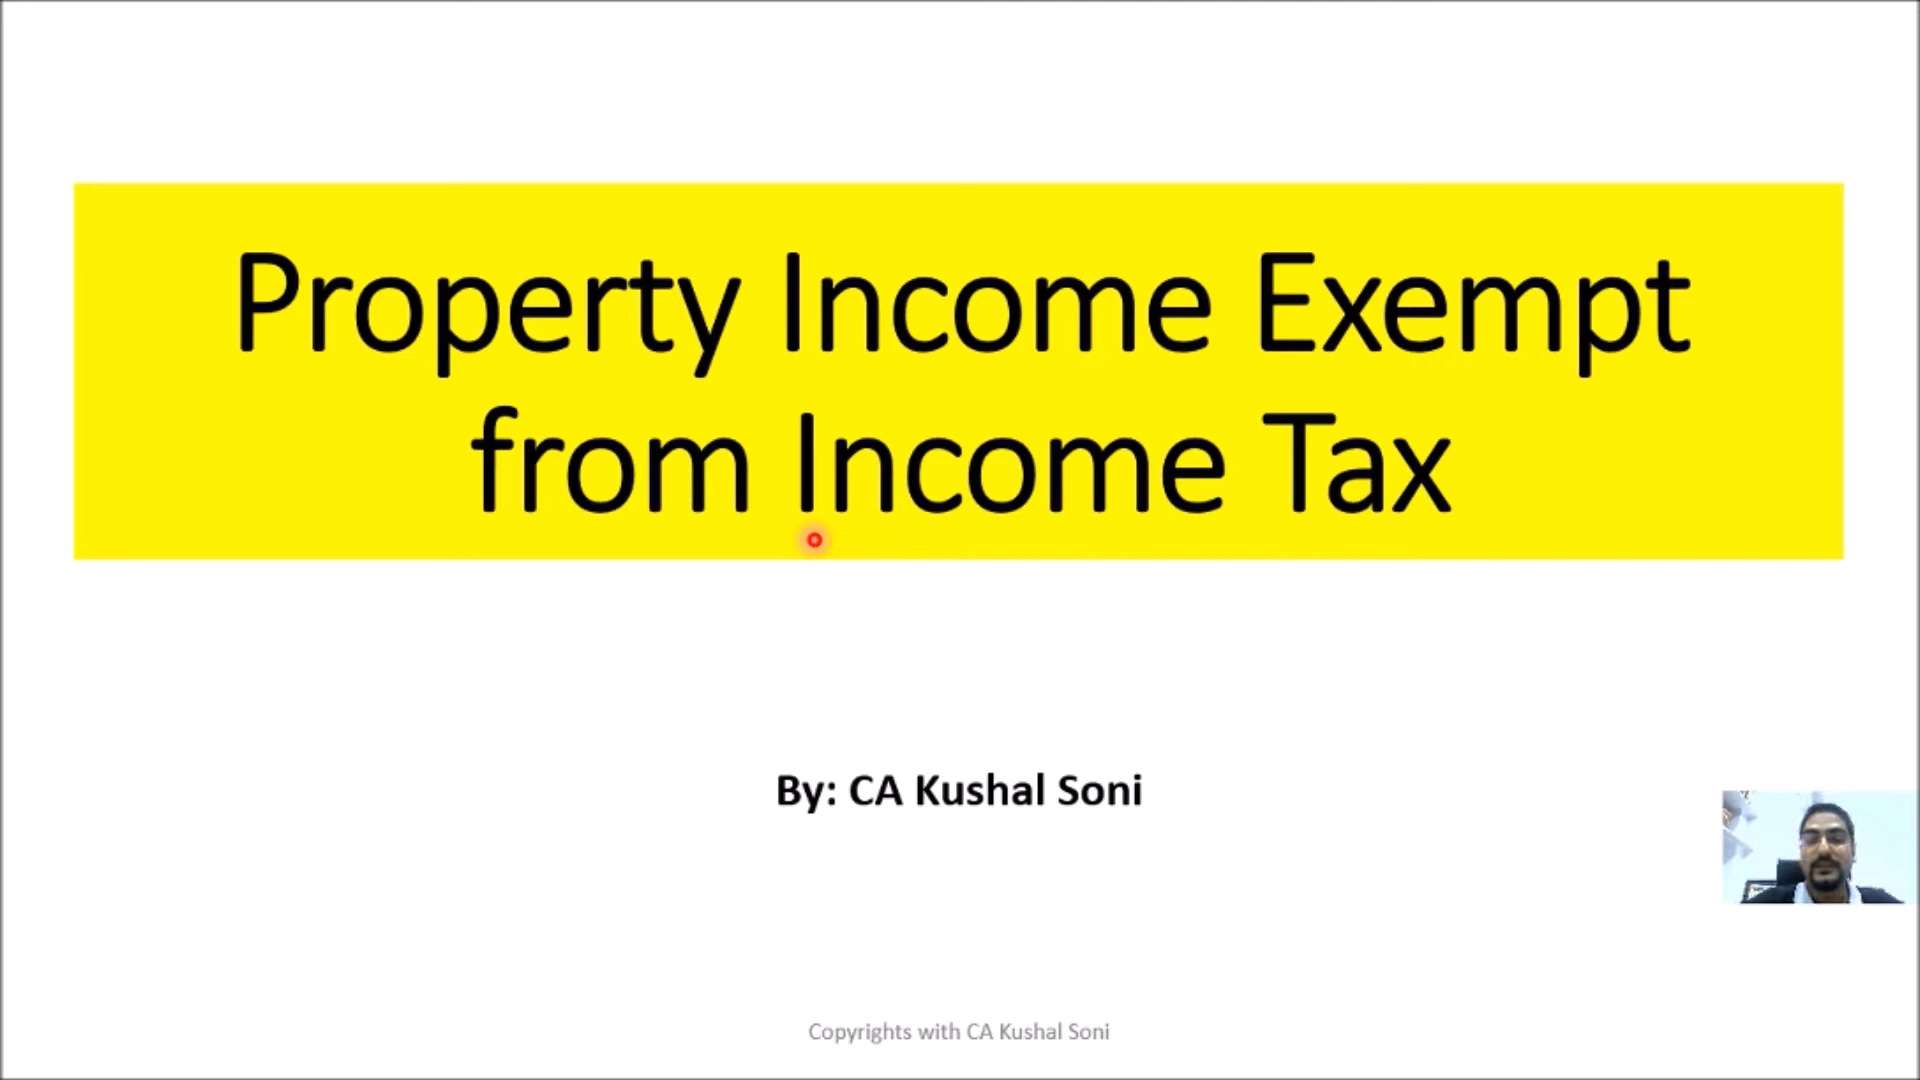 Property Income Exempt
from Income Tax
By: CA Kushal Soni
Copyrights with CA Kushal Soni